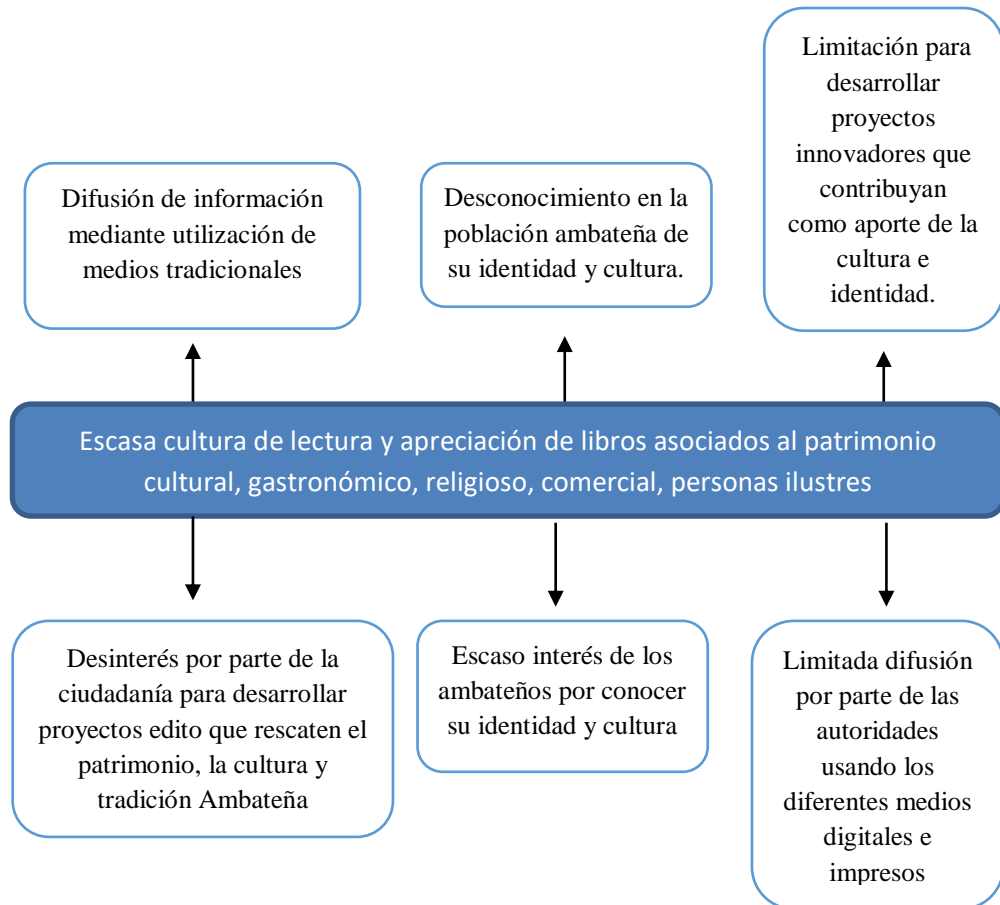 Difusión de información
mediante utilización de
medios tradicionales
Desconocimiento en la
población ambateña de
su identidad y cultura.
Limitación para
desarrollar
proyectos
innovadores que
contribuyan
como aporte de la
cultura e
identidad.
Escasa cultura de lectura y apreciación de libros asociados al patrimonio
cultural, gastronómico, religioso, comercial, personas ilustres
Desinterés por parte de la
ciudadanía para desarrollar
proyectos edito que rescaten el
patrimonio, la cultura y
tradición Ambateña
Escaso interés de los
ambateños por conocer
su identidad y cultura
Limitada difusión
por parte de las
autoridades
usando los
diferentes medios
digitales e
impresos